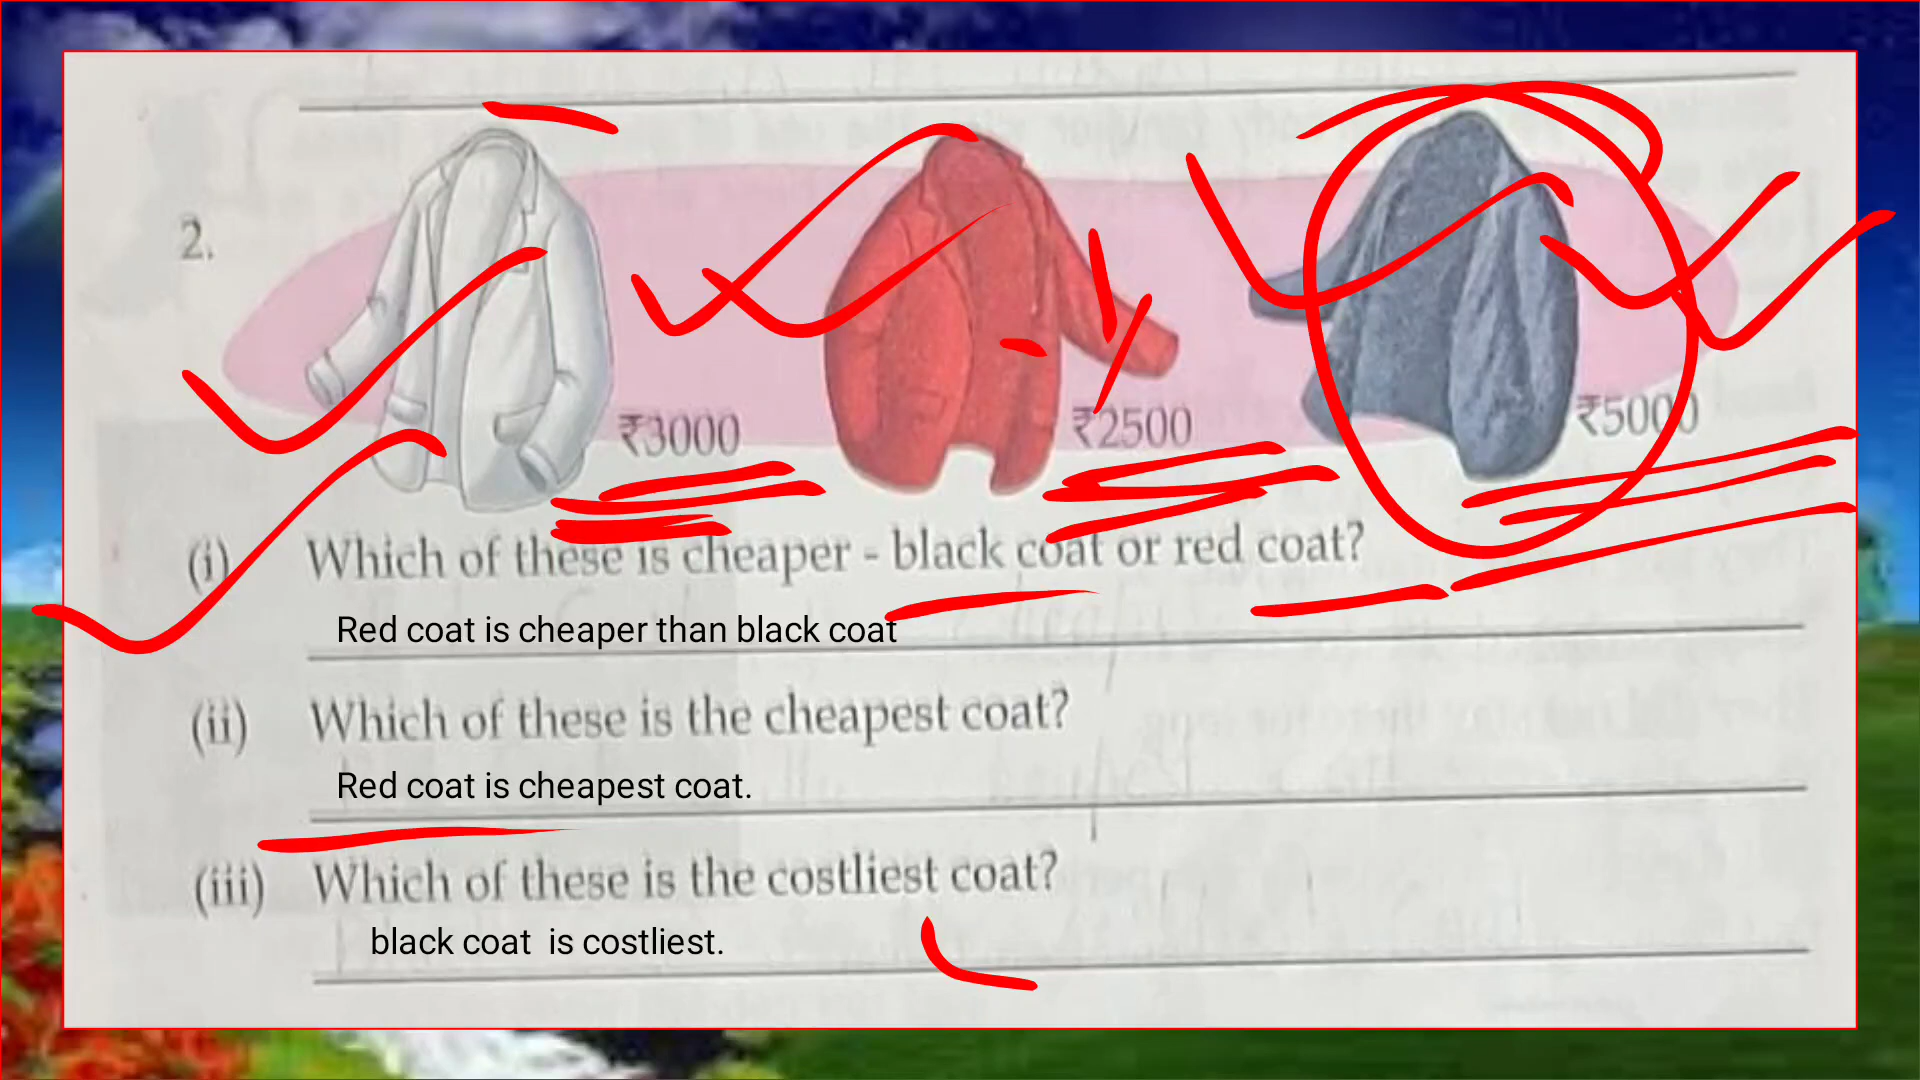 2.
₹3000 ₹2500 ₹5000
(i) Which of these is cheaper - black coat or red coat?
Red coat is cheaper than black coat
(ii) Which of these is the cheapest coat?
Red coat is cheapest coat.
(iii) Which of these is the costliest coat?
black coat is costliest.